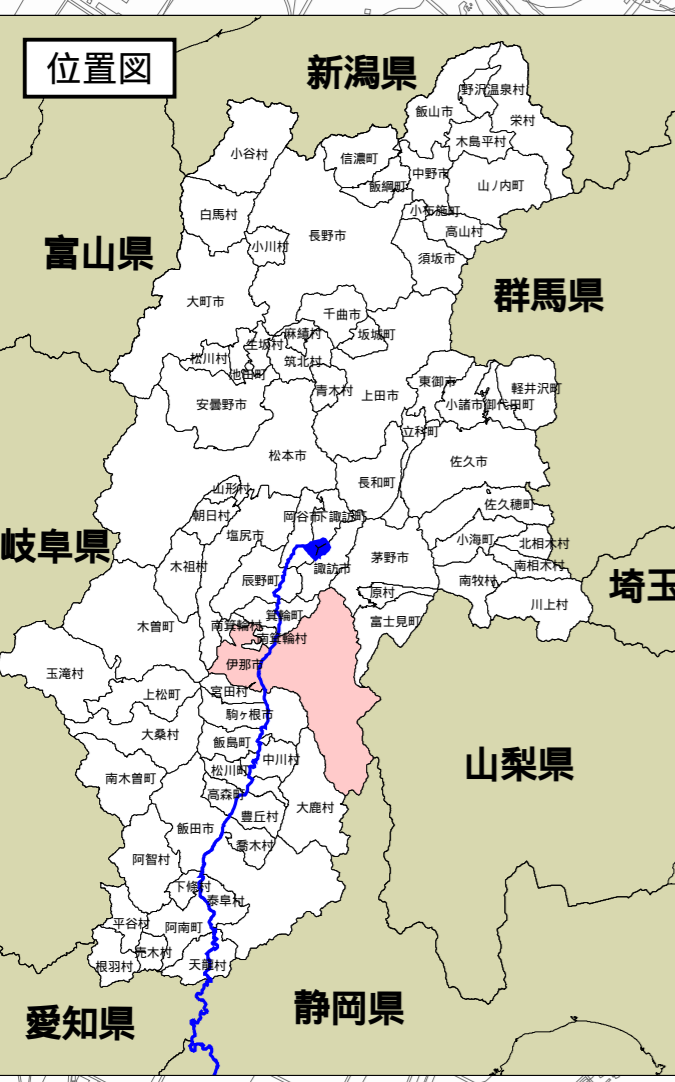 位置図
新潟県
野沢温泉村
飯山市
栄村
木島平村
小谷村
信濃町
中野市
飯綱町
山ノ内町
白馬村
小布施町
高山村
小川村
長野市
須坂市
富山県
群馬県
大町市
千曲市
麻績村
坂城町
生坂村
松川村
筑北村
池田町
青木村
東御市
軽井沢町
安曇野市
上田市
小諸市
御代田町
立科町
松本市
佐久市
長和町
山形村
佐久穂町
朝日村
岡谷市
下諏訪町
塩尻市
小海町
北相木村
岐阜県
茅野市
木祖村
諏訪市
南相木村
辰野町
南牧村
埼玉
原村
川上村
箕輪町
木曽町
南箕輪村
富士見町
南箕輪村
伊那市
玉滝村
宮田村
上松町
駒ヶ根市
大桑村
飯島町
中川村
山梨県
松川町
南木曽町
高森町
大鹿村
豊丘村
飯田市
喬木村
阿智村
下條村
泰阜村
平谷村
阿南町
売木村
根羽村
天龍村
静岡県
愛知県